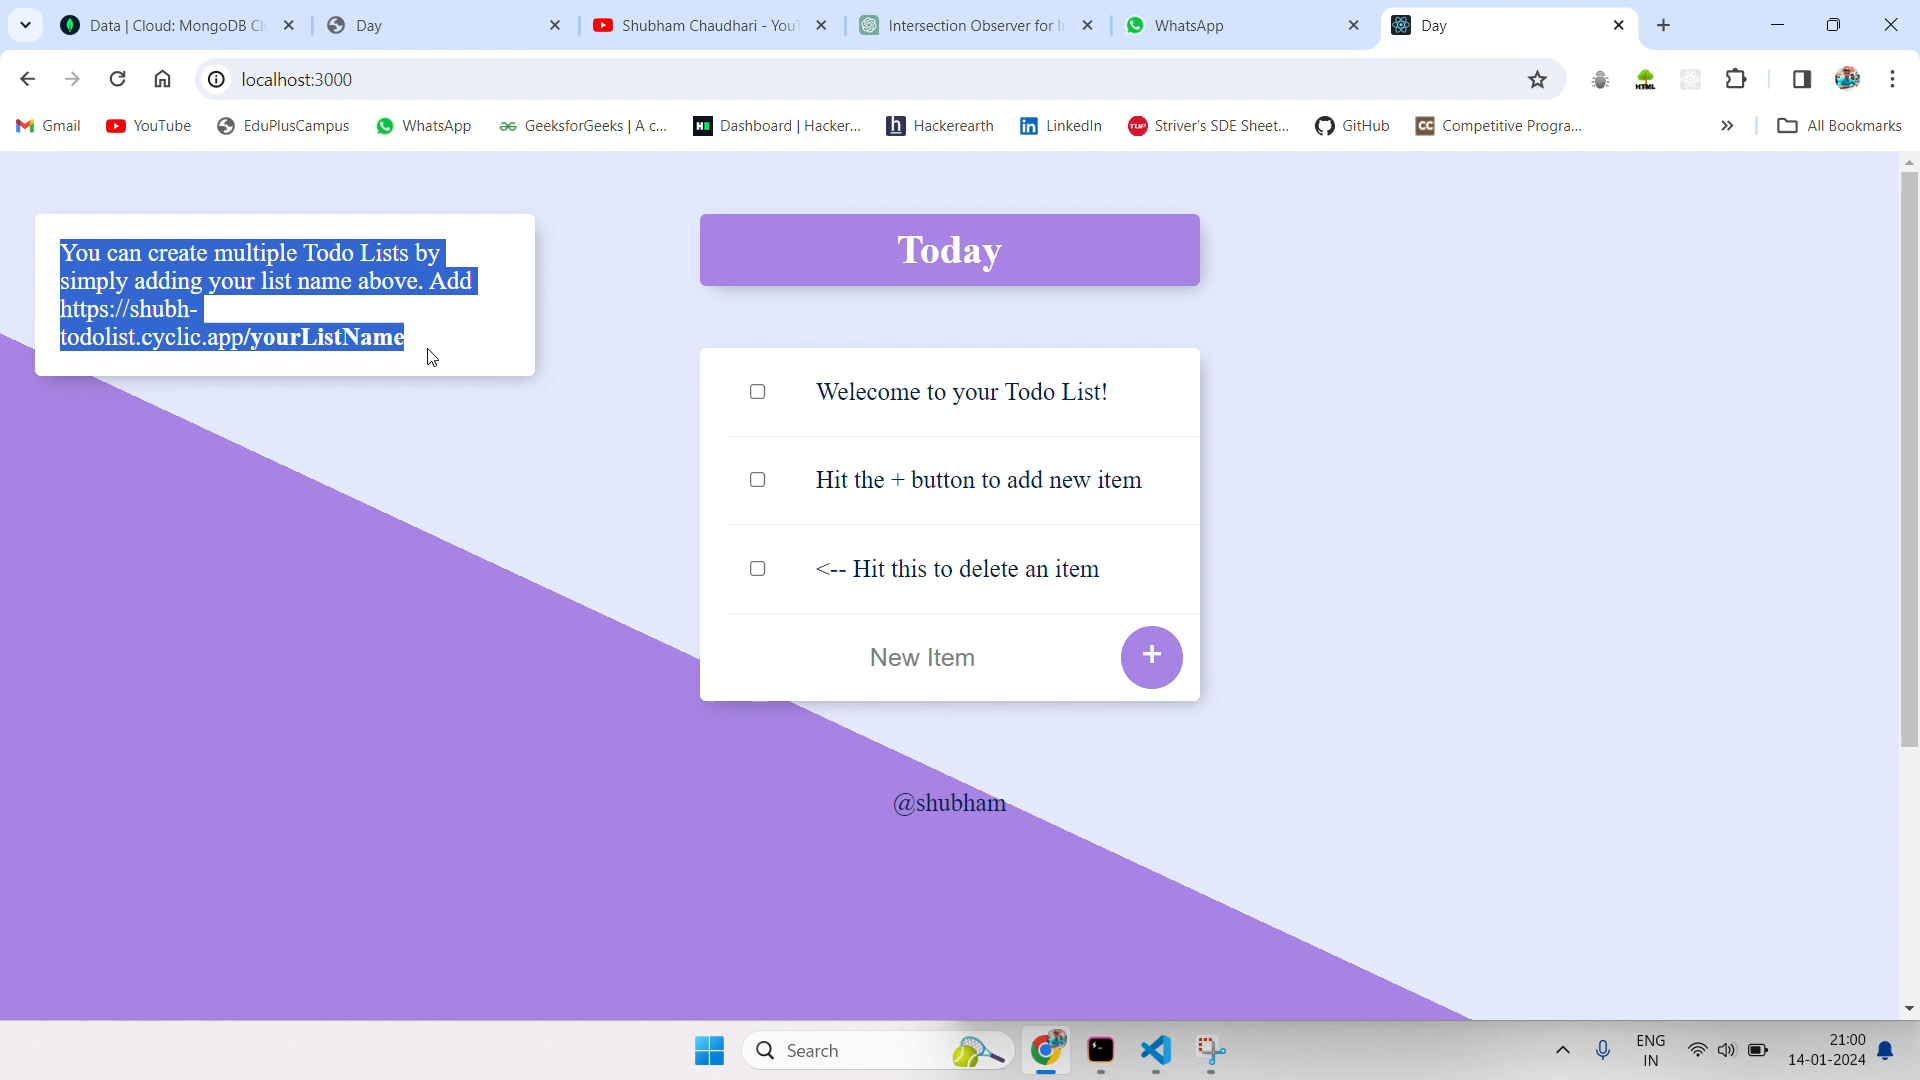 Data | Cloud: MongoDB Cl
Day
Shubham Chaudhari - You
Intersection Observer for I
WhatsApp
Day
localhost:3000
Gmail
YouTube
EduPlusCampus
WhatsApp
GeeksforGeeks | A c...
Dashboard | Hacker...
Hackerearth
LinkedIn
Striver's SDE Sheet...
GitHub
Competitive Progra...
All Bookmarks
You can create multiple Todo Lists by
simply adding your list name above. Add
https://shubh-
todolist.cyclic.app/yourListName
Today
Welecome to your Todo List!
Hit the + button to add new item
<-- Hit this to delete an item
New Item
+
@shubham
Search
ENG
IN
21:00
14-01-2024